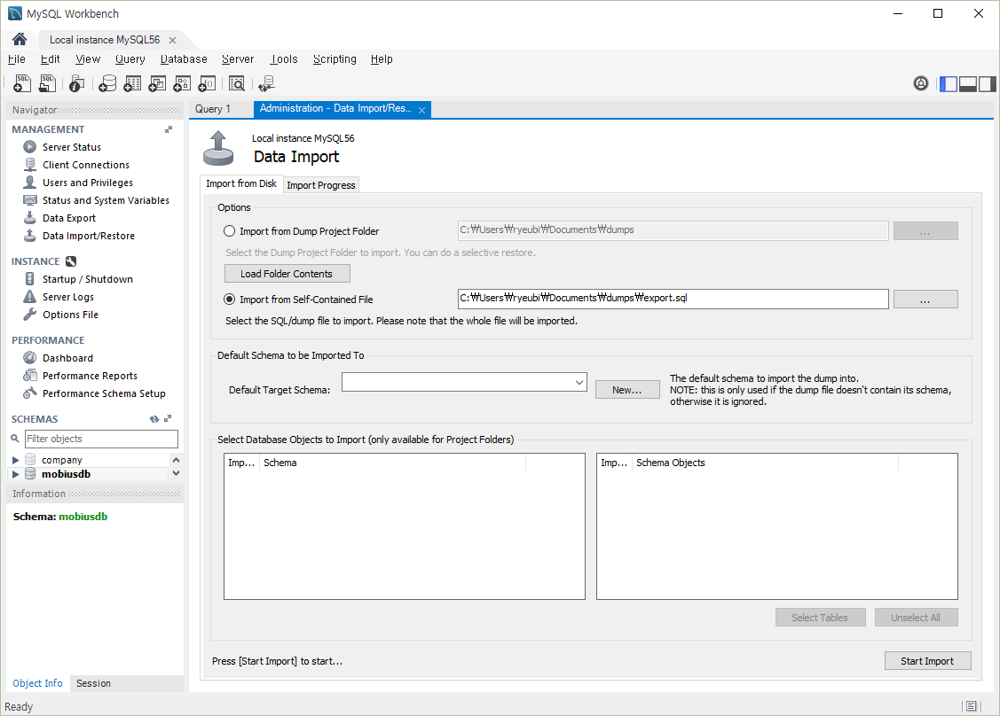 MySQL Workbench
Local instance MySQL56
File Edit View Query Database Server Tools Scripting Help
Navigator
MANAGEMENT
Server Status
Client Connections
Users and Privileges
Status and System Variables
Data Export
Data Import/Restore
INSTANCE
Startup / Shutdown
Server Logs
Options File
PERFORMANCE
Dashboard
Performance Reports
Performance Schema Setup
SCHEMAS
Filter objects
company
mobiusdb
Information
Schema: mobiusdb
Object Info Session
Query 1 Administration - Data Import/Res...
Local instance MySQL56
Data Import
Import from Disk Import Progress
Options
Import from Dump Project Folder C:₩Users₩ryeubi₩Documents₩dumps ...
Select the Dump Project Folder to import. You can do a selective restore.
Load Folder Contents
Import from Self-Contained File C:₩Users₩ryeubi₩Documents₩dumps₩export.sql ...
Select the SQL/dump file to import. Please note that the whole file will be imported.
Default Schema to be Imported To
Default Target Schema: New...
The default schema to import the dump into.
NOTE: this is only used if the dump file doesn't contain its schema,
otherwise it is ignored.
Select Database Objects to Import (only available for Project Folders)
Imp... Schema
Imp... Schema Objects
Select Tables Unselect All
Press [Start Import] to start...
Start Import
Ready